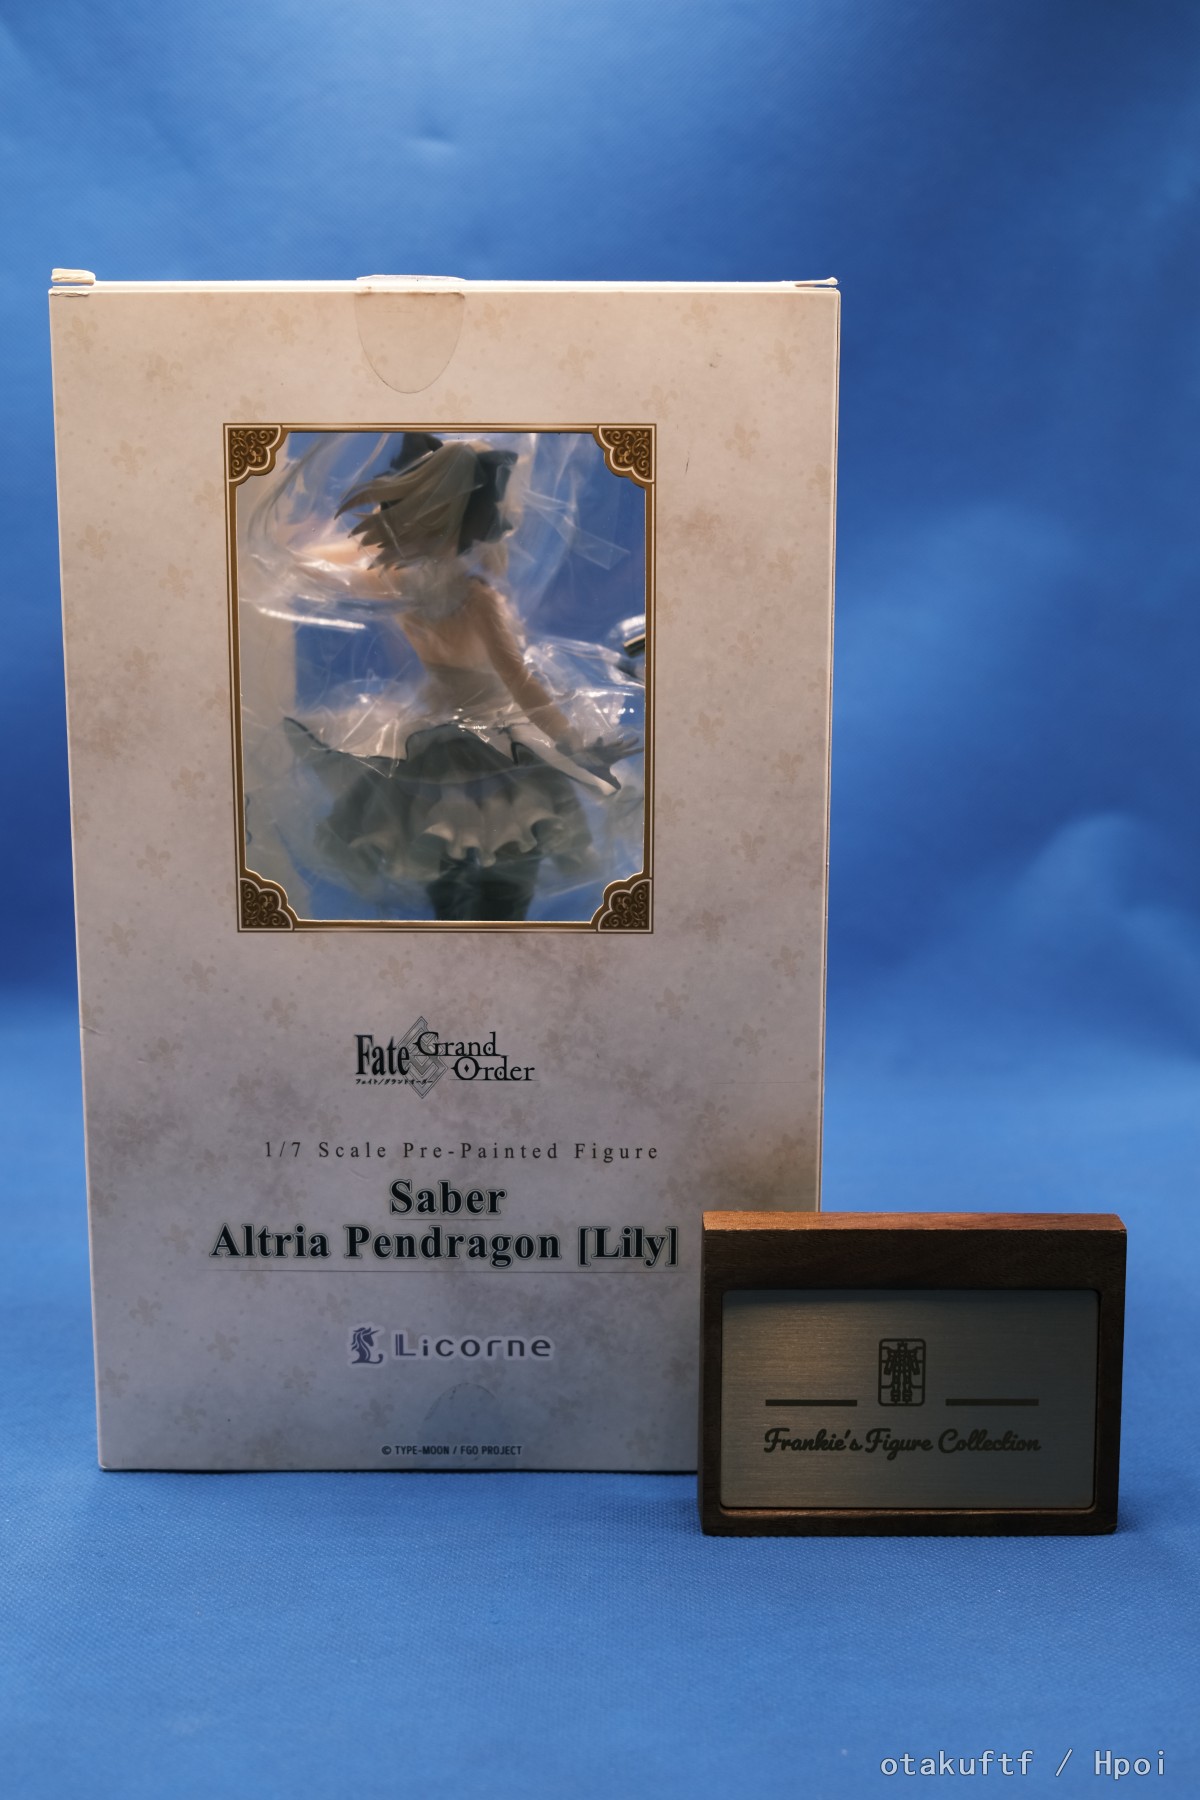 Fate Grand
Order
フェイト/グランドオーダー
1/7 Scale Pre-Painted Figure
Saber
Altria Pendragon [Lily]
Licorne
© TYPE-MOON / FGO PROJECT
Frankie's Figure Collection
otakuftf / Hpoi